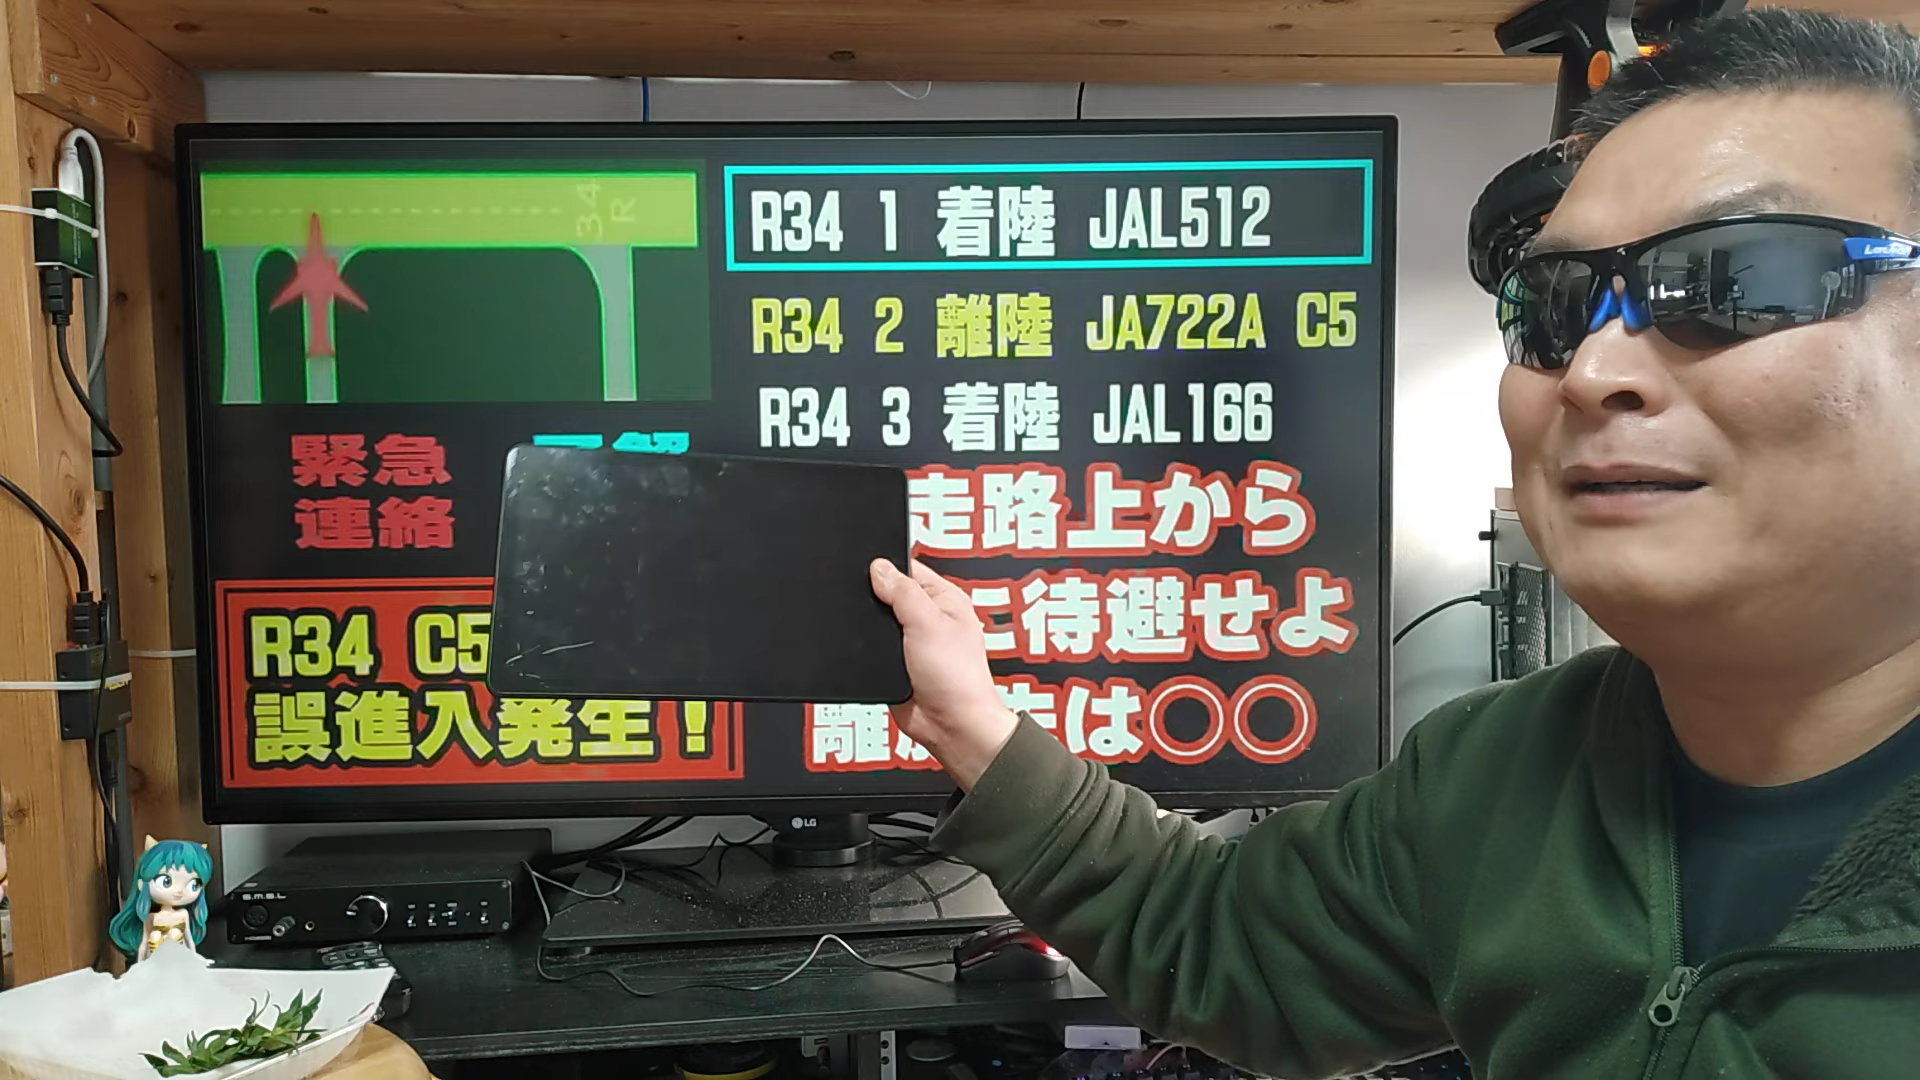 34
R
R34 1 着陸 JAL512
R34 2 離陸 JA722A C5
R34 3 着陸 JAL166
緊急
連絡
走路上から
に待避せよ
は○○
R34 C5
誤進入発生！
LG
S.M.S.L